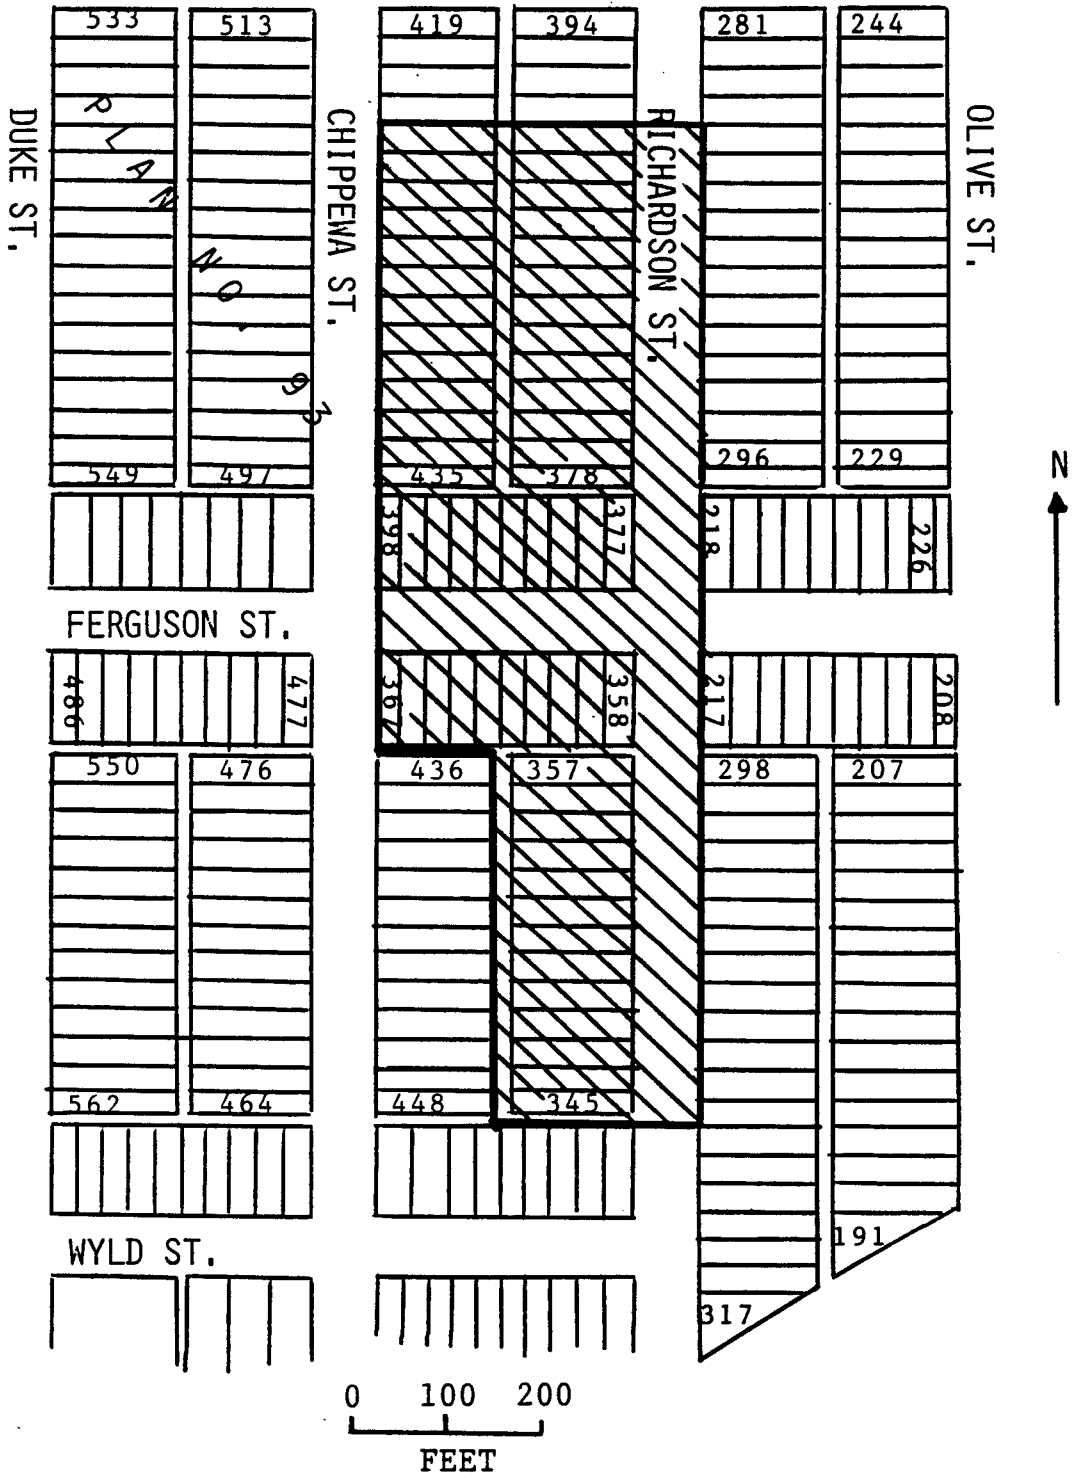 533 513 419 394 281 244
DUKE ST.
PLAN NO. 93
CHIPPEWA ST.
RICHARDSON ST.
OLIVE ST.
549 497 435 378 296 229
N
398 377 218 226
FERGUSON ST.
486 477 367 358 217 208
550 476 436 357 298 207
562 464 448 345
WYLD ST.
191
317
0 100 200
FEET